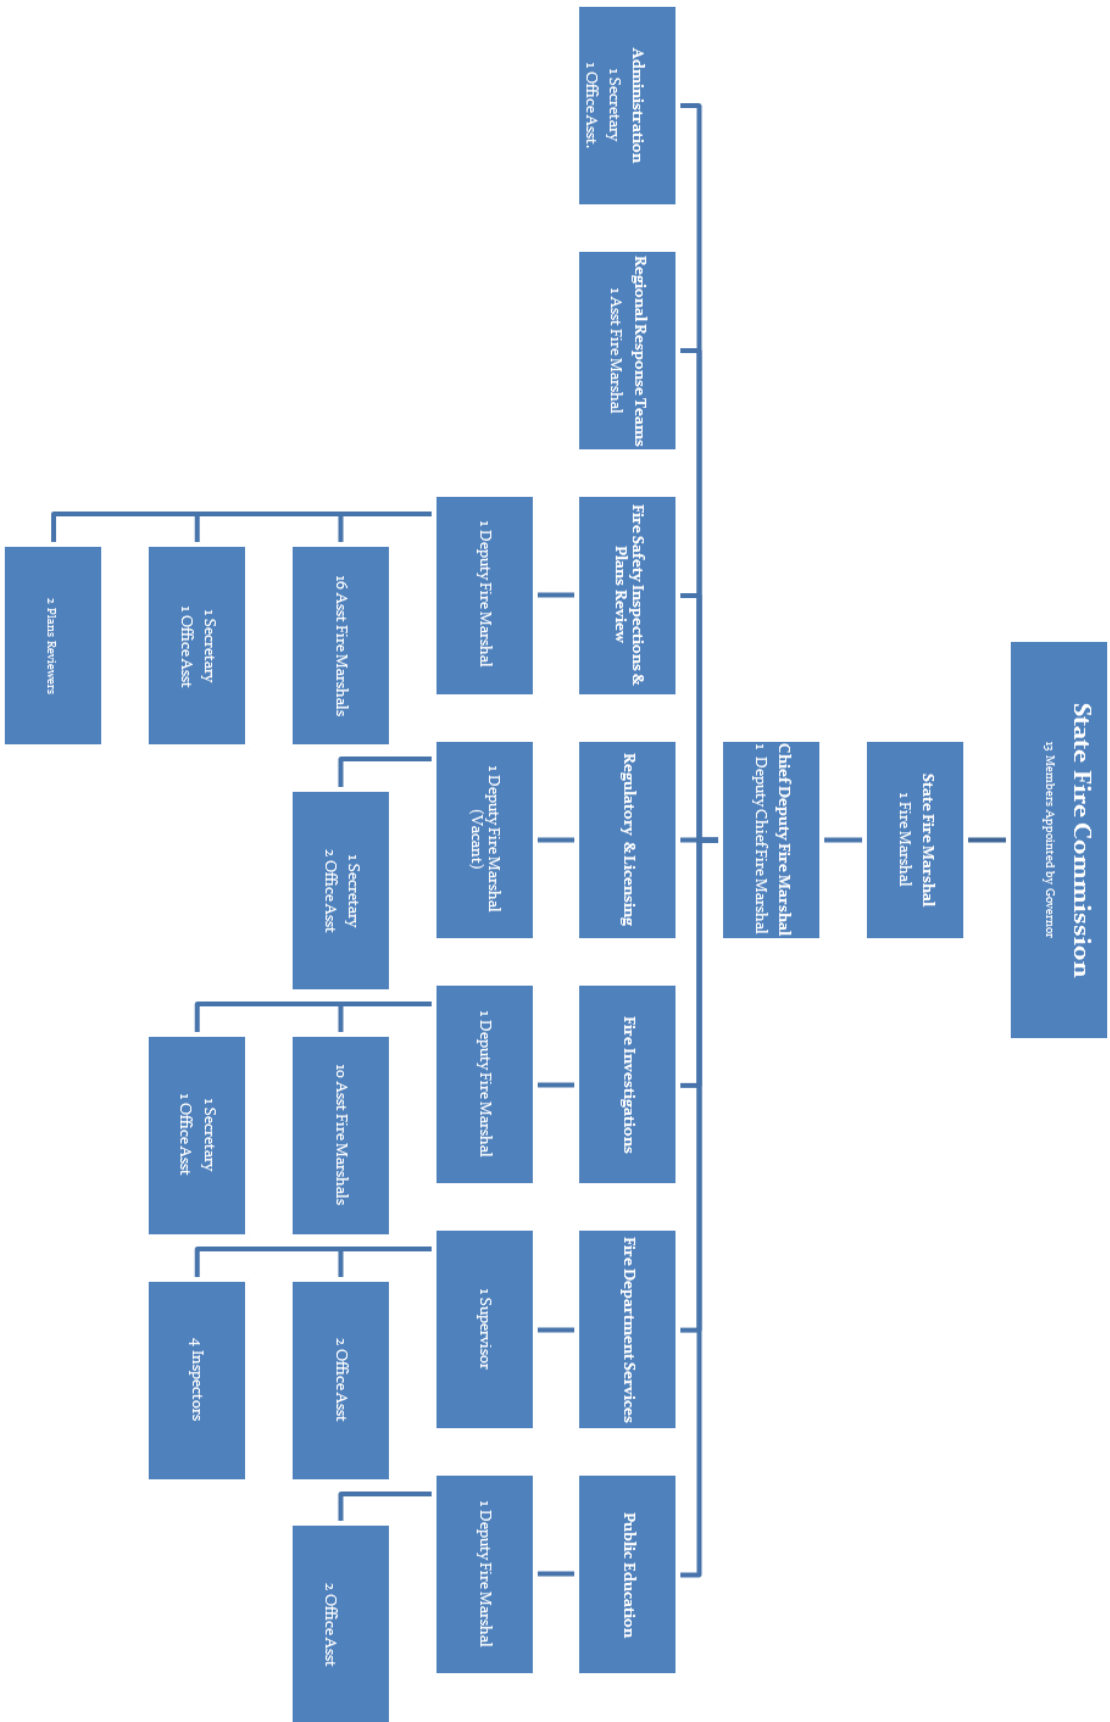 State Fire Commission
13 Members Appointed by Governor
State Fire Marshal
1 Fire Marshal
Chief Deputy Fire Marshal
1 Deputy Chief Fire Marshal
Administration
1 Secretary
1 Office Asst.
Regional Response Teams
1 Asst Fire Marshal
Fire Safety Inspections &
Plans Review
1 Deputy Fire Marshal
16 Asst Fire Marshals
1 Secretary
1 Office Asst
2 Plans Reviewers
Regulatory & Licensing
1 Deputy Fire Marshal
(Vacant)
1 Secretary
2 Office Asst
Fire Investigations
1 Deputy Fire Marshal
10 Asst Fire Marshals
1 Secretary
1 Office Asst
Fire Department Services
1 Supervisor
2 Office Asst
4 Inspectors
Public Education
1 Deputy Fire Marshal
2 Office Asst